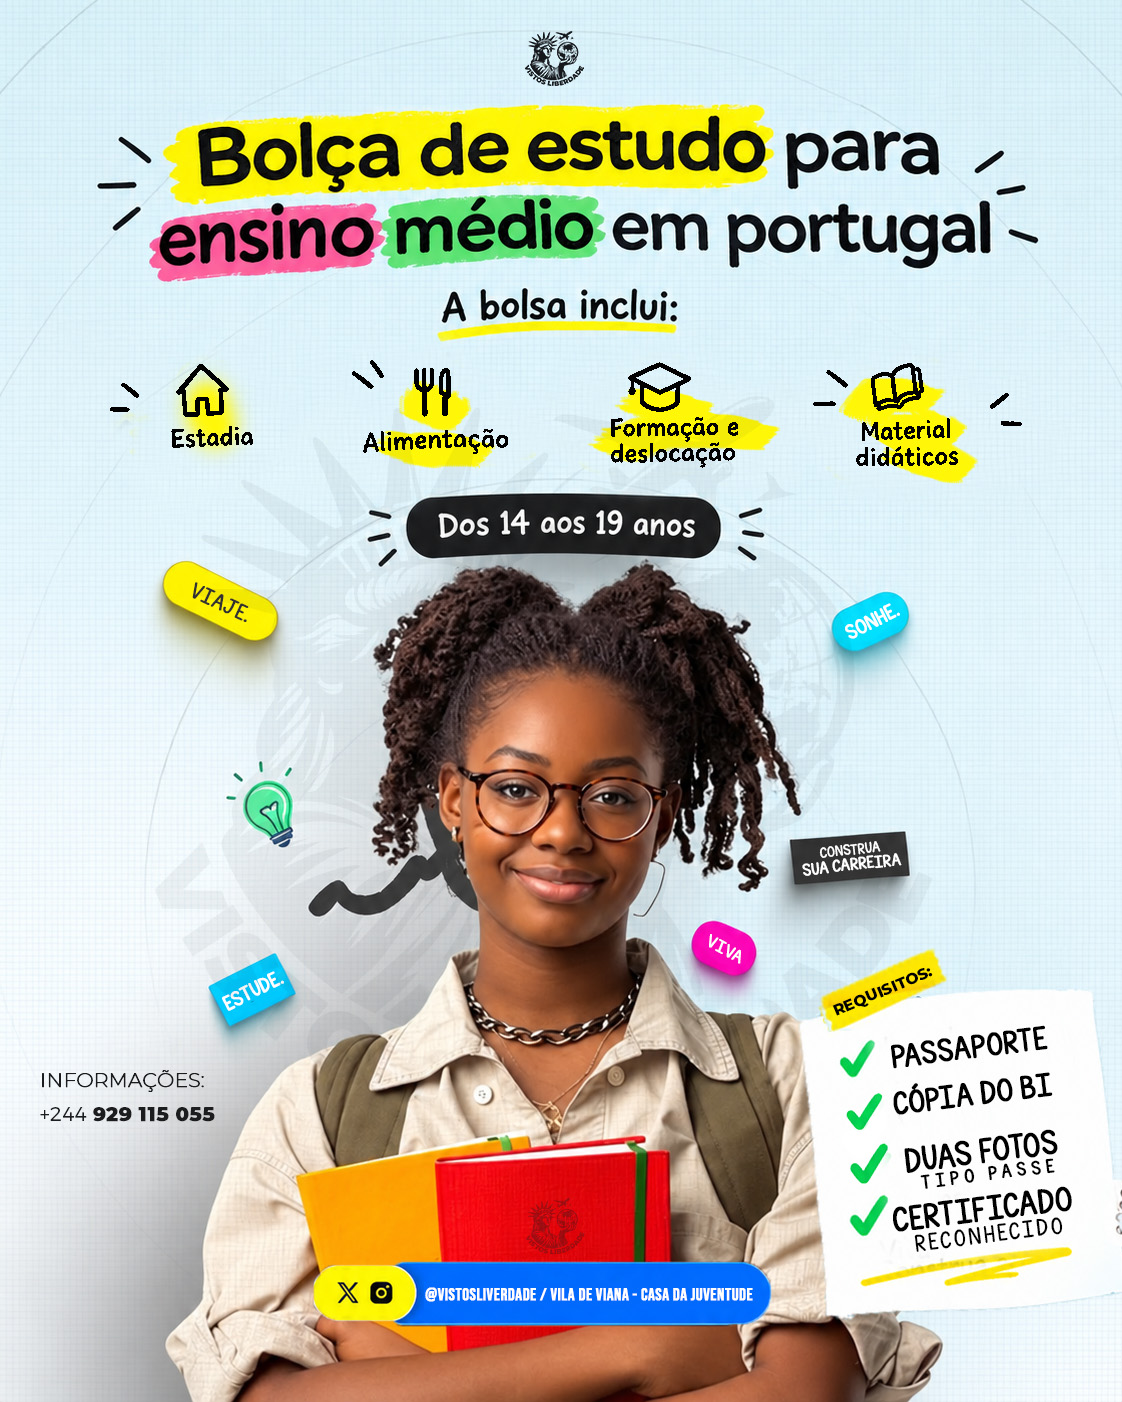 VISTOS LIBERDADE
Bolça de estudo para
ensino médio em portugal
A bolsa inclui:
Estadia
Alimentação
Formação e
deslocação
Material
didáticos
Dos 14 aos 19 anos
VIAJE.
SONHE.
CONSTRUA
SUA CARREIRA
VIVA
ESTUDE.
REQUISITOS:
PASSAPORTE
CÓPIA DO BI
DUAS FOTOS
TIPO PASSE
CERTIFICADO
RECONHECIDO
INFORMAÇÕES:
+244 929 115 055
VISTOS LIBERDADE
@VISTOSLIVERDADE / VILA DE VIANA - CASA DA JUVENTUDE